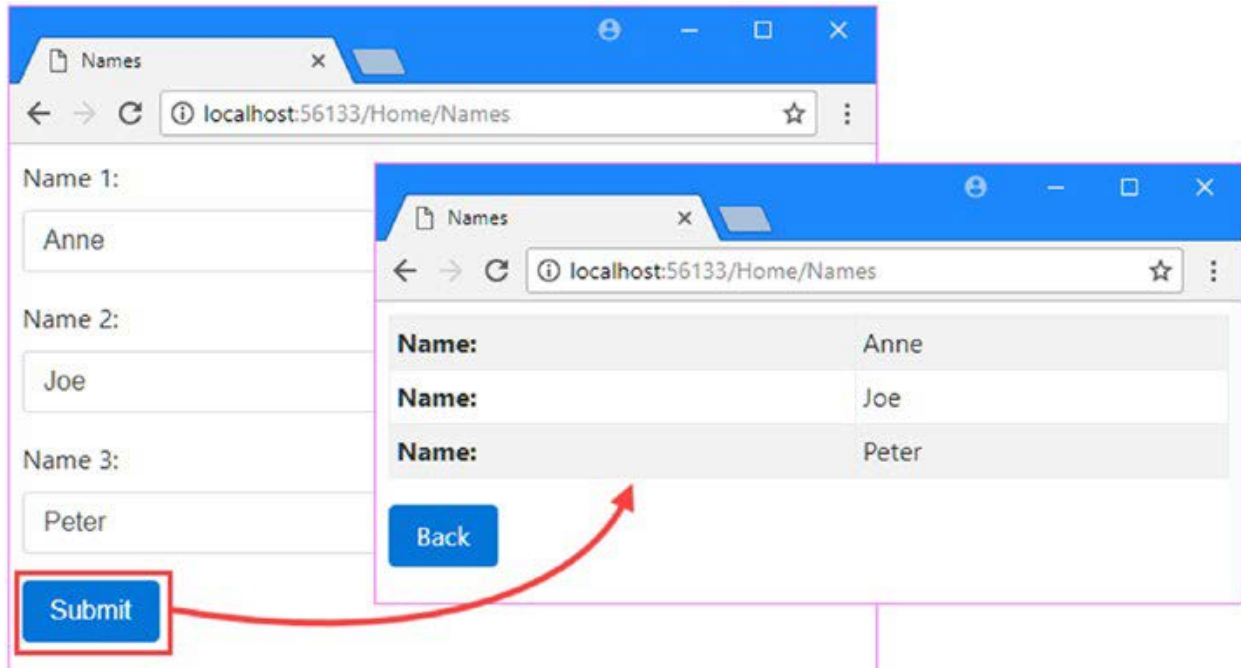 Names
localhost:56133/Home/Names
Name 1:
Anne
Name 2:
Joe
Name 3:
Peter
Submit
Names
localhost:56133/Home/Names
Name: Anne
Name: Joe
Name: Peter
Back